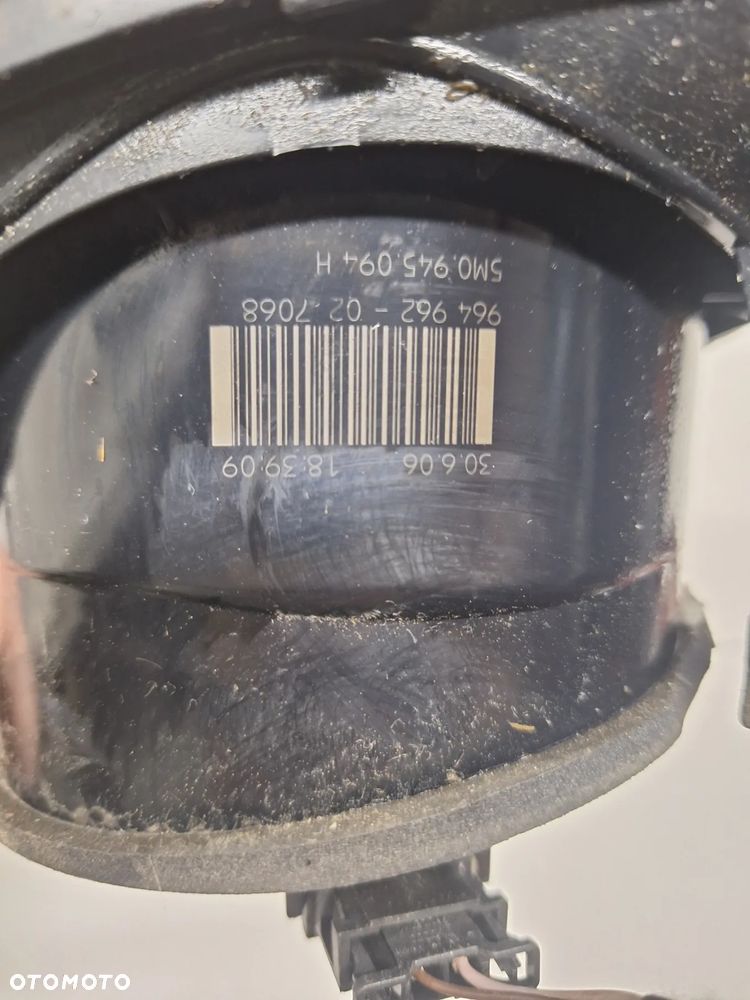 30.6.06 18:39:09
964 962 - 02 .7068
5M0.945.094 H
OTOMOTO